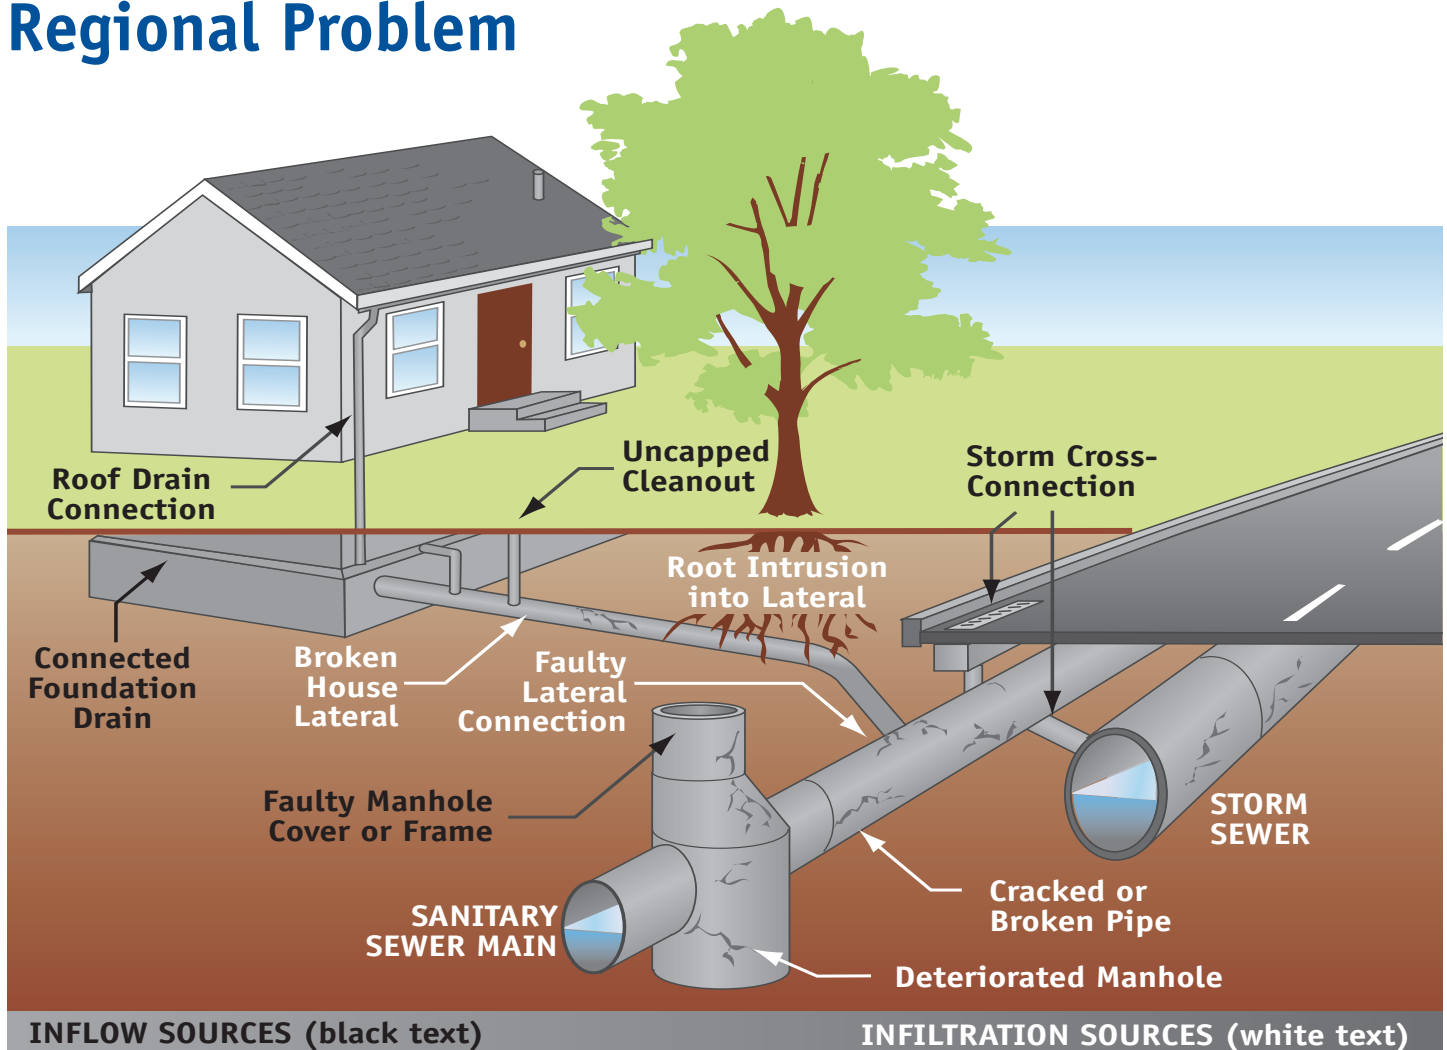 Regional Problem
Roof Drain
Connection
Uncapped
Cleanout
Storm Cross-
Connection
Root Intrusion
into Lateral
Connected
Foundation
Drain
Broken
House
Lateral
Faulty
Lateral
Connection
Faulty Manhole
Cover or Frame
STORM
SEWER
SANITARY
SEWER MAIN
Cracked or
Broken Pipe
Deteriorated Manhole
INFLOW SOURCES (black text)
INFILTRATION SOURCES (white text)